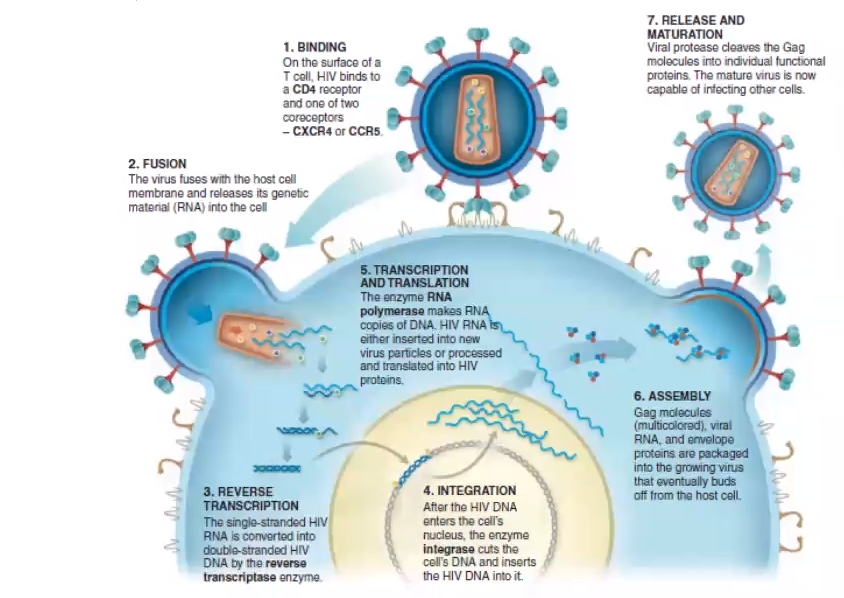 1. BINDING
On the surface of a
T cell, HIV binds to
a CD4 receptor
and one of two
coreceptors
– CXCR4 or CCR5.
2. FUSION
The virus fuses with the host cell
membrane and releases its genetic
material (RNA) into the cell
3. REVERSE
TRANSCRIPTION
The single-stranded HIV
RNA is converted into
double-stranded HIV
DNA by the reverse
transcriptase enzyme.
4. INTEGRATION
After the HIV DNA
enters the cell's
nucleus, the enzyme
integrase cuts the
cell's DNA and inserts
the HIV DNA into it.
5. TRANSCRIPTION
AND TRANSLATION
The enzyme RNA
polymerase makes RNA
copies of DNA. HIV RNA is
either inserted into new
virus particles or processed
and translated into HIV
proteins.
6. ASSEMBLY
Gag molecules
(multicolored), viral
RNA, and envelope
proteins are packaged
into the growing virus
that eventually buds
off from the host cell.
7. RELEASE AND
MATURATION
Viral protease cleaves the Gag
molecules into individual functional
proteins. The mature virus is now
capable of infecting other cells.